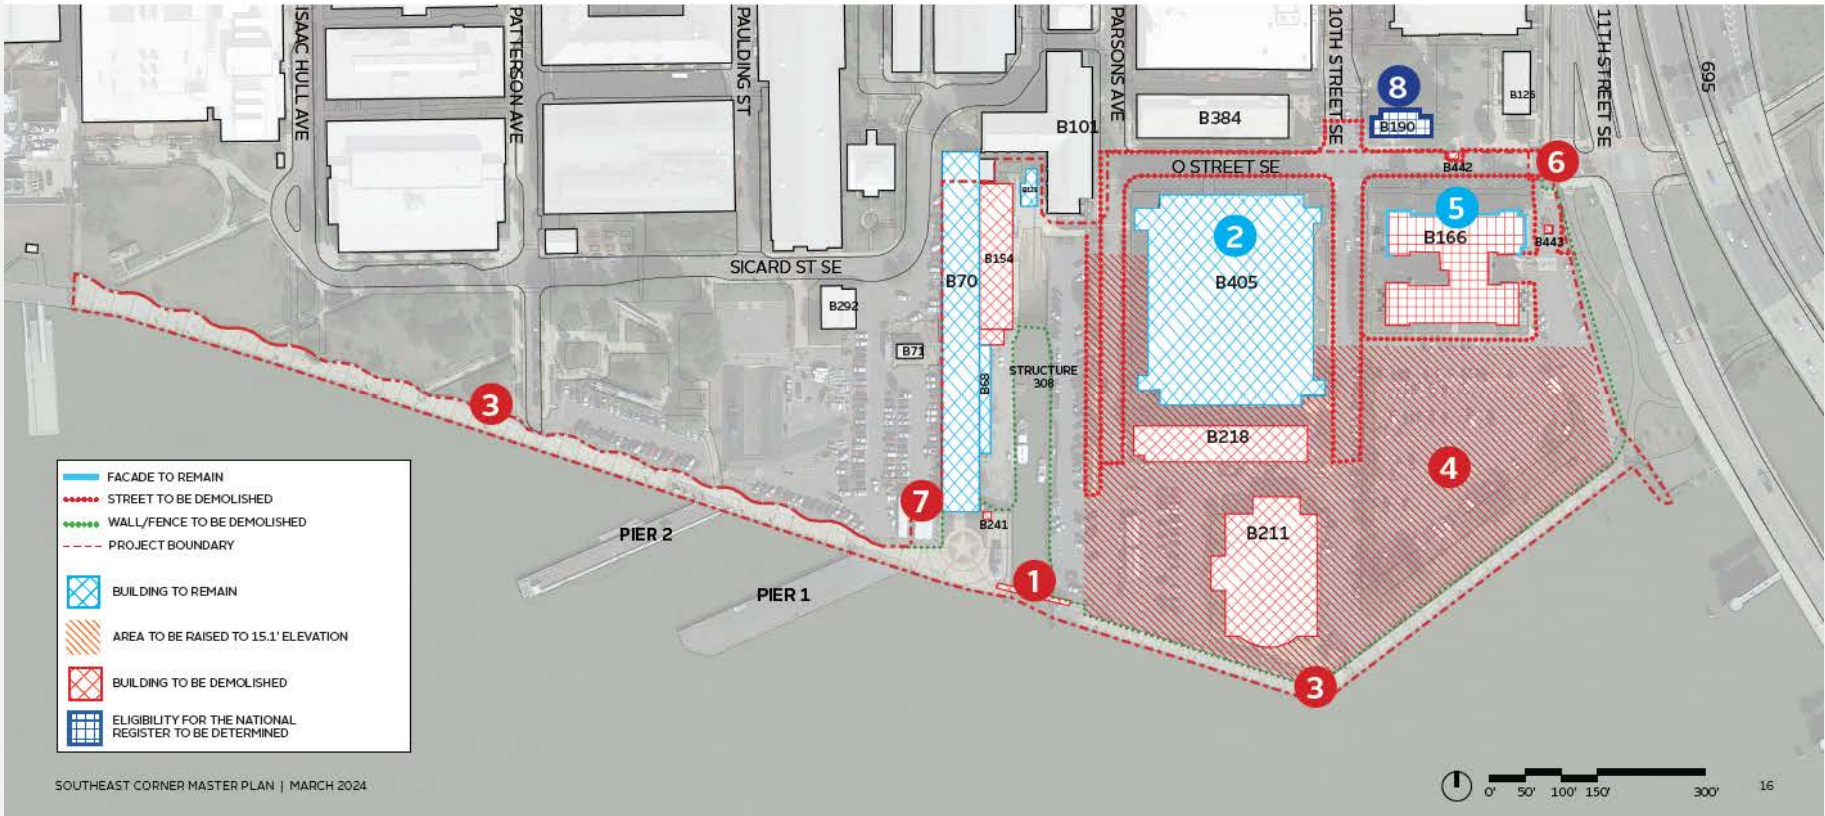 ISAAC HULL AVE
PATTERSON AVE
PAULDING ST
PARSONS AVE
10TH STREET SE
11TH STREET SE
695
8
B126
B190
B384
B101
O STREET SE
B442
6
2
5
B166
B443
SICARD ST SE
B70
B154
B405
B292
B71
B68
STRUCTURE
308
3
B218
4
7
B241
B211
PIER 2
1
PIER 1
3
FACADE TO REMAIN
STREET TO BE DEMOLISHED
WALL/FENCE TO BE DEMOLISHED
PROJECT BOUNDARY
BUILDING TO REMAIN
AREA TO BE RAISED TO 15.1' ELEVATION
BUILDING TO BE DEMOLISHED
ELIGIBILITY FOR THE NATIONAL
REGISTER TO BE DETERMINED
SOUTHEAST CORNER MASTER PLAN | MARCH 2024
0' 50' 100' 150' 300'
16